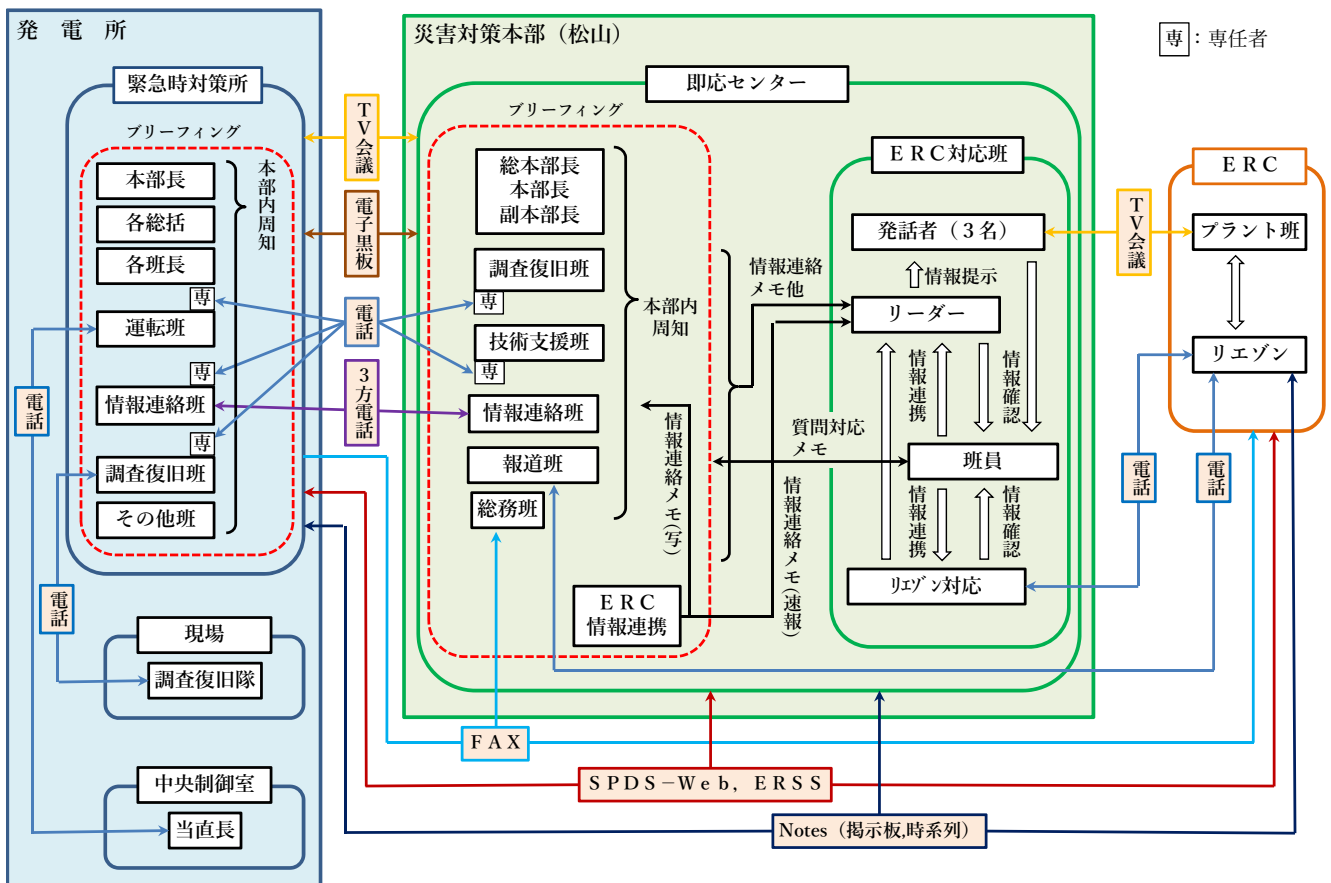 発 電 所
緊急時対策所
ブリーフィング
本部長
各総括
各班長
専
運転班
専
情報連絡班
専
調査復旧班
その他班
本部内周知
電話
電話
現場
調査復旧隊
中央制御室
当直長
TV会議
電子黒板
電話
3方電話
災害対策本部（松山）
即応センター
ブリーフィング
総本部長
本部長
副本部長
調査復旧班
専
技術支援班
専
情報連絡班
報道班
総務班
本部内
周知
情報連絡メモ(写)
ERC
情報連携
情報連絡
メモ他
質問対応
メモ
情報連絡メモ(速報)
ERC対応班
発話者（3名）
情報提示
リーダー
情報連携
情報確認
班員
情報連携
情報確認
リエゾン対応
専：専任者
TV会議
ERC
プラント班
リエゾン
電話
電話
FAX
SPDS−Web, ERSS
Notes（掲示板,時系列）